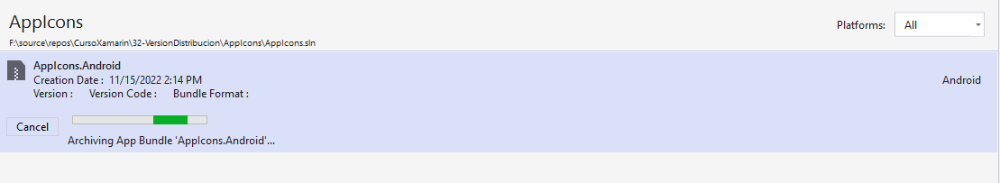 AppIcons
Platforms: All
F:\source\repos\CursoXamarin\32-VersionDistribucion\AppIcons\AppIcons.sln
AppIcons.Android
Creation Date : 11/15/2022 2:14 PM
Android
Version : Version Code : Bundle Format :
Cancel
Archiving App Bundle 'AppIcons.Android'...